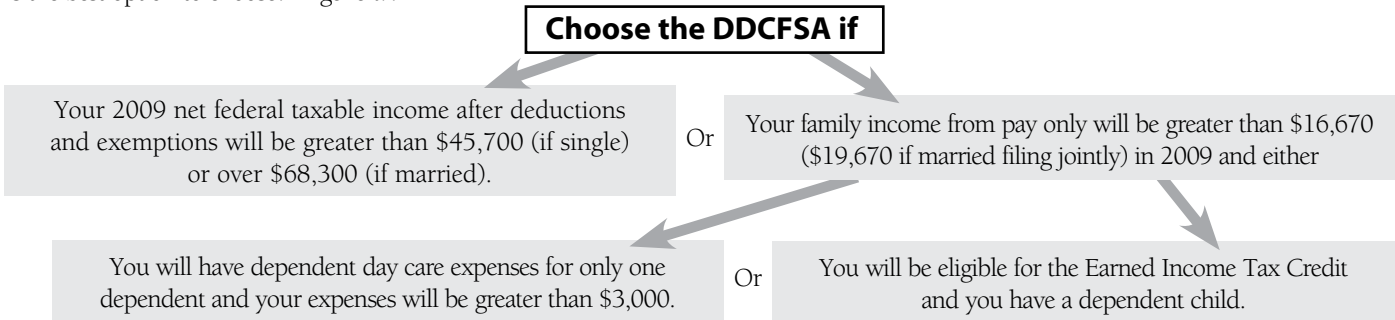 Choose the DDCFSA if
Your 2009 net federal taxable income after deductions
and exemptions will be greater than $45,700 (if single)
or over $68,300 (if married).
Or
Your family income from pay only will be greater than $16,670
($19,670 if married filing jointly) in 2009 and either
You will have dependent day care expenses for only one
dependent and your expenses will be greater than $3,000.
Or
You will be eligible for the Earned Income Tax Credit
and you have a dependent child.